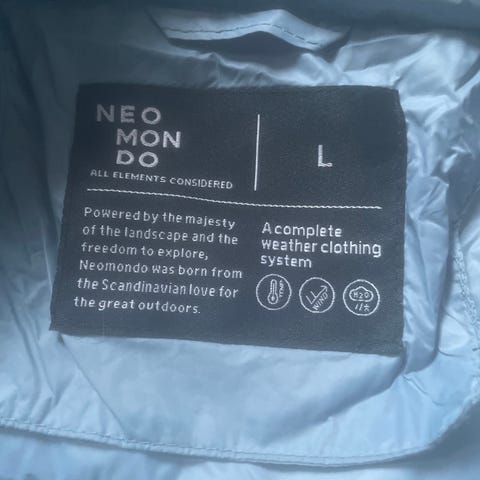 NEO
MON
DO
ALL ELEMENTS CONSIDERED
L
Powered by the majesty
of the landscape and the
freedom to explore,
Neomondo was born from
the Scandinavian love for
the great outdoors.
A complete
weather clothing
system
WIND
H2O